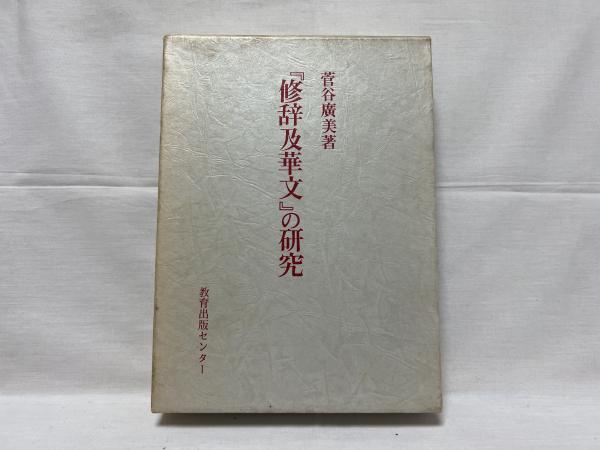 菅谷廣美著
『修辞及華文』の研究
教育出版センター